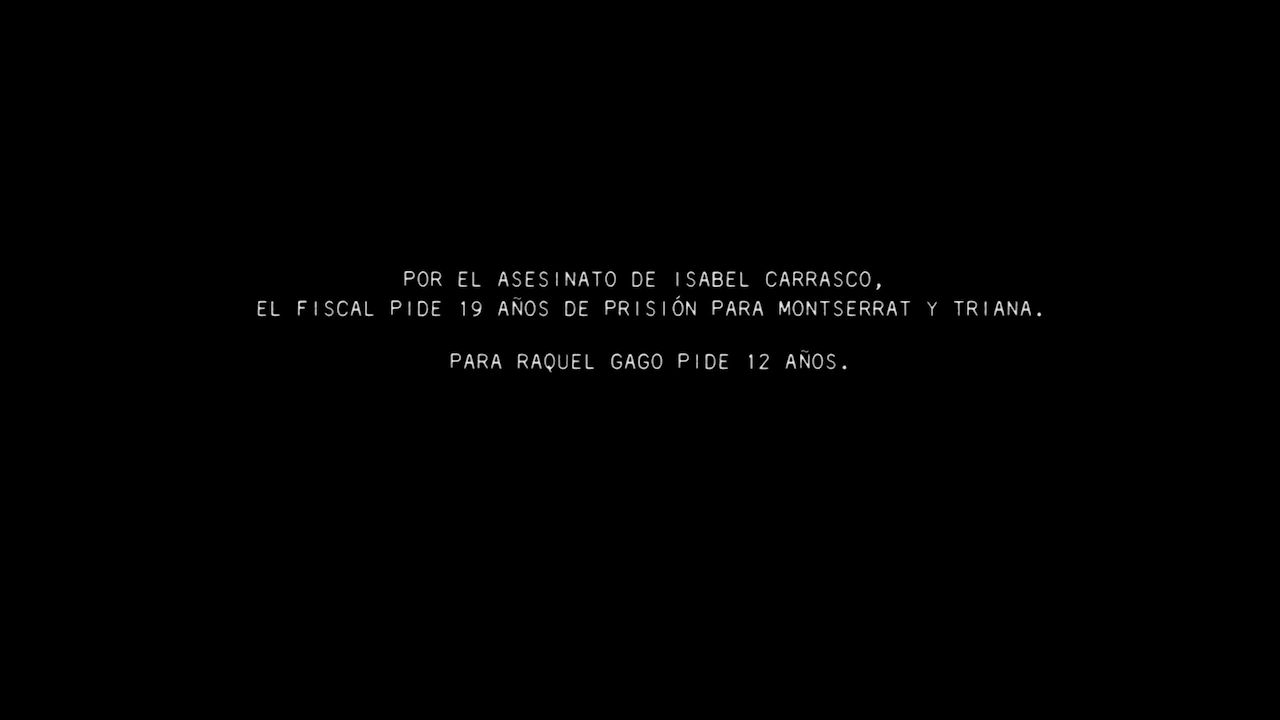 POR EL ASESINATO DE ISABEL CARRASCO,
EL FISCAL PIDE 19 AÑOS DE PRISIÓN PARA MONTSERRAT Y TRIANA.
PARA RAQUEL GAGO PIDE 12 AÑOS.